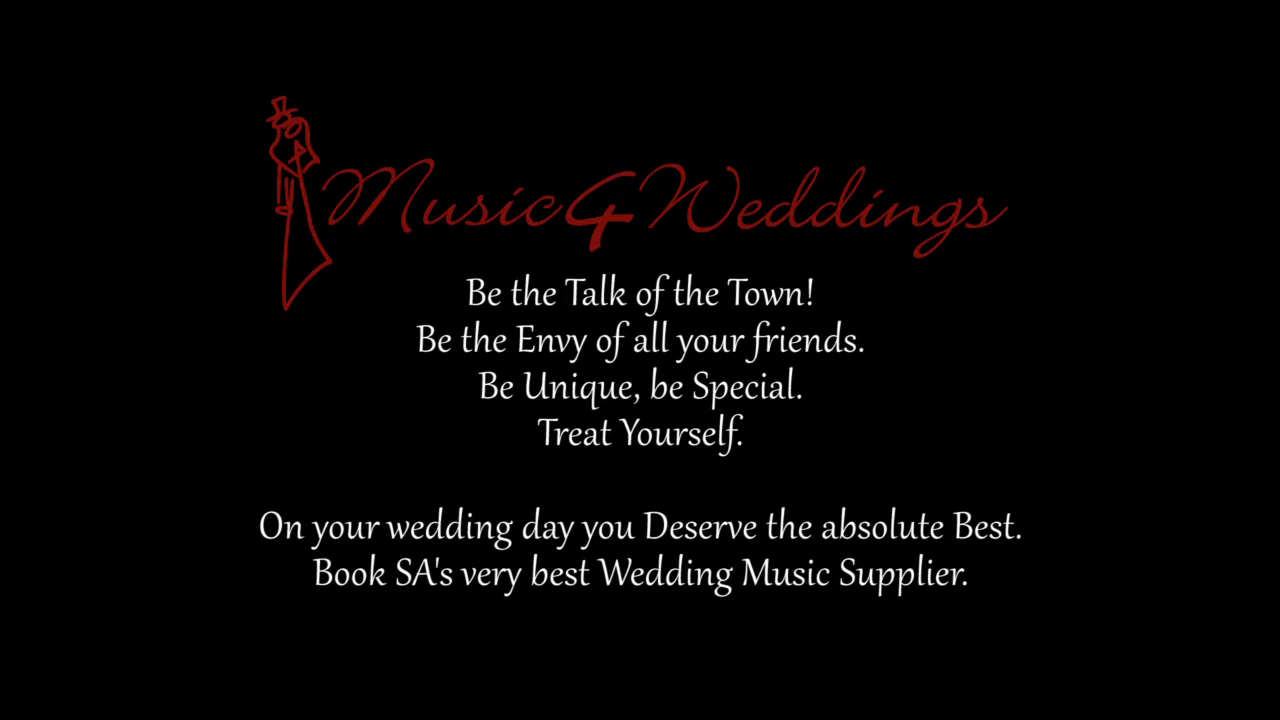 Music4Weddings
Be the Talk of the Town!
Be the Envy of all your friends.
Be Unique, be Special.
Treat Yourself.
On your wedding day you Deserve the absolute Best.
Book SA's very best Wedding Music Supplier.